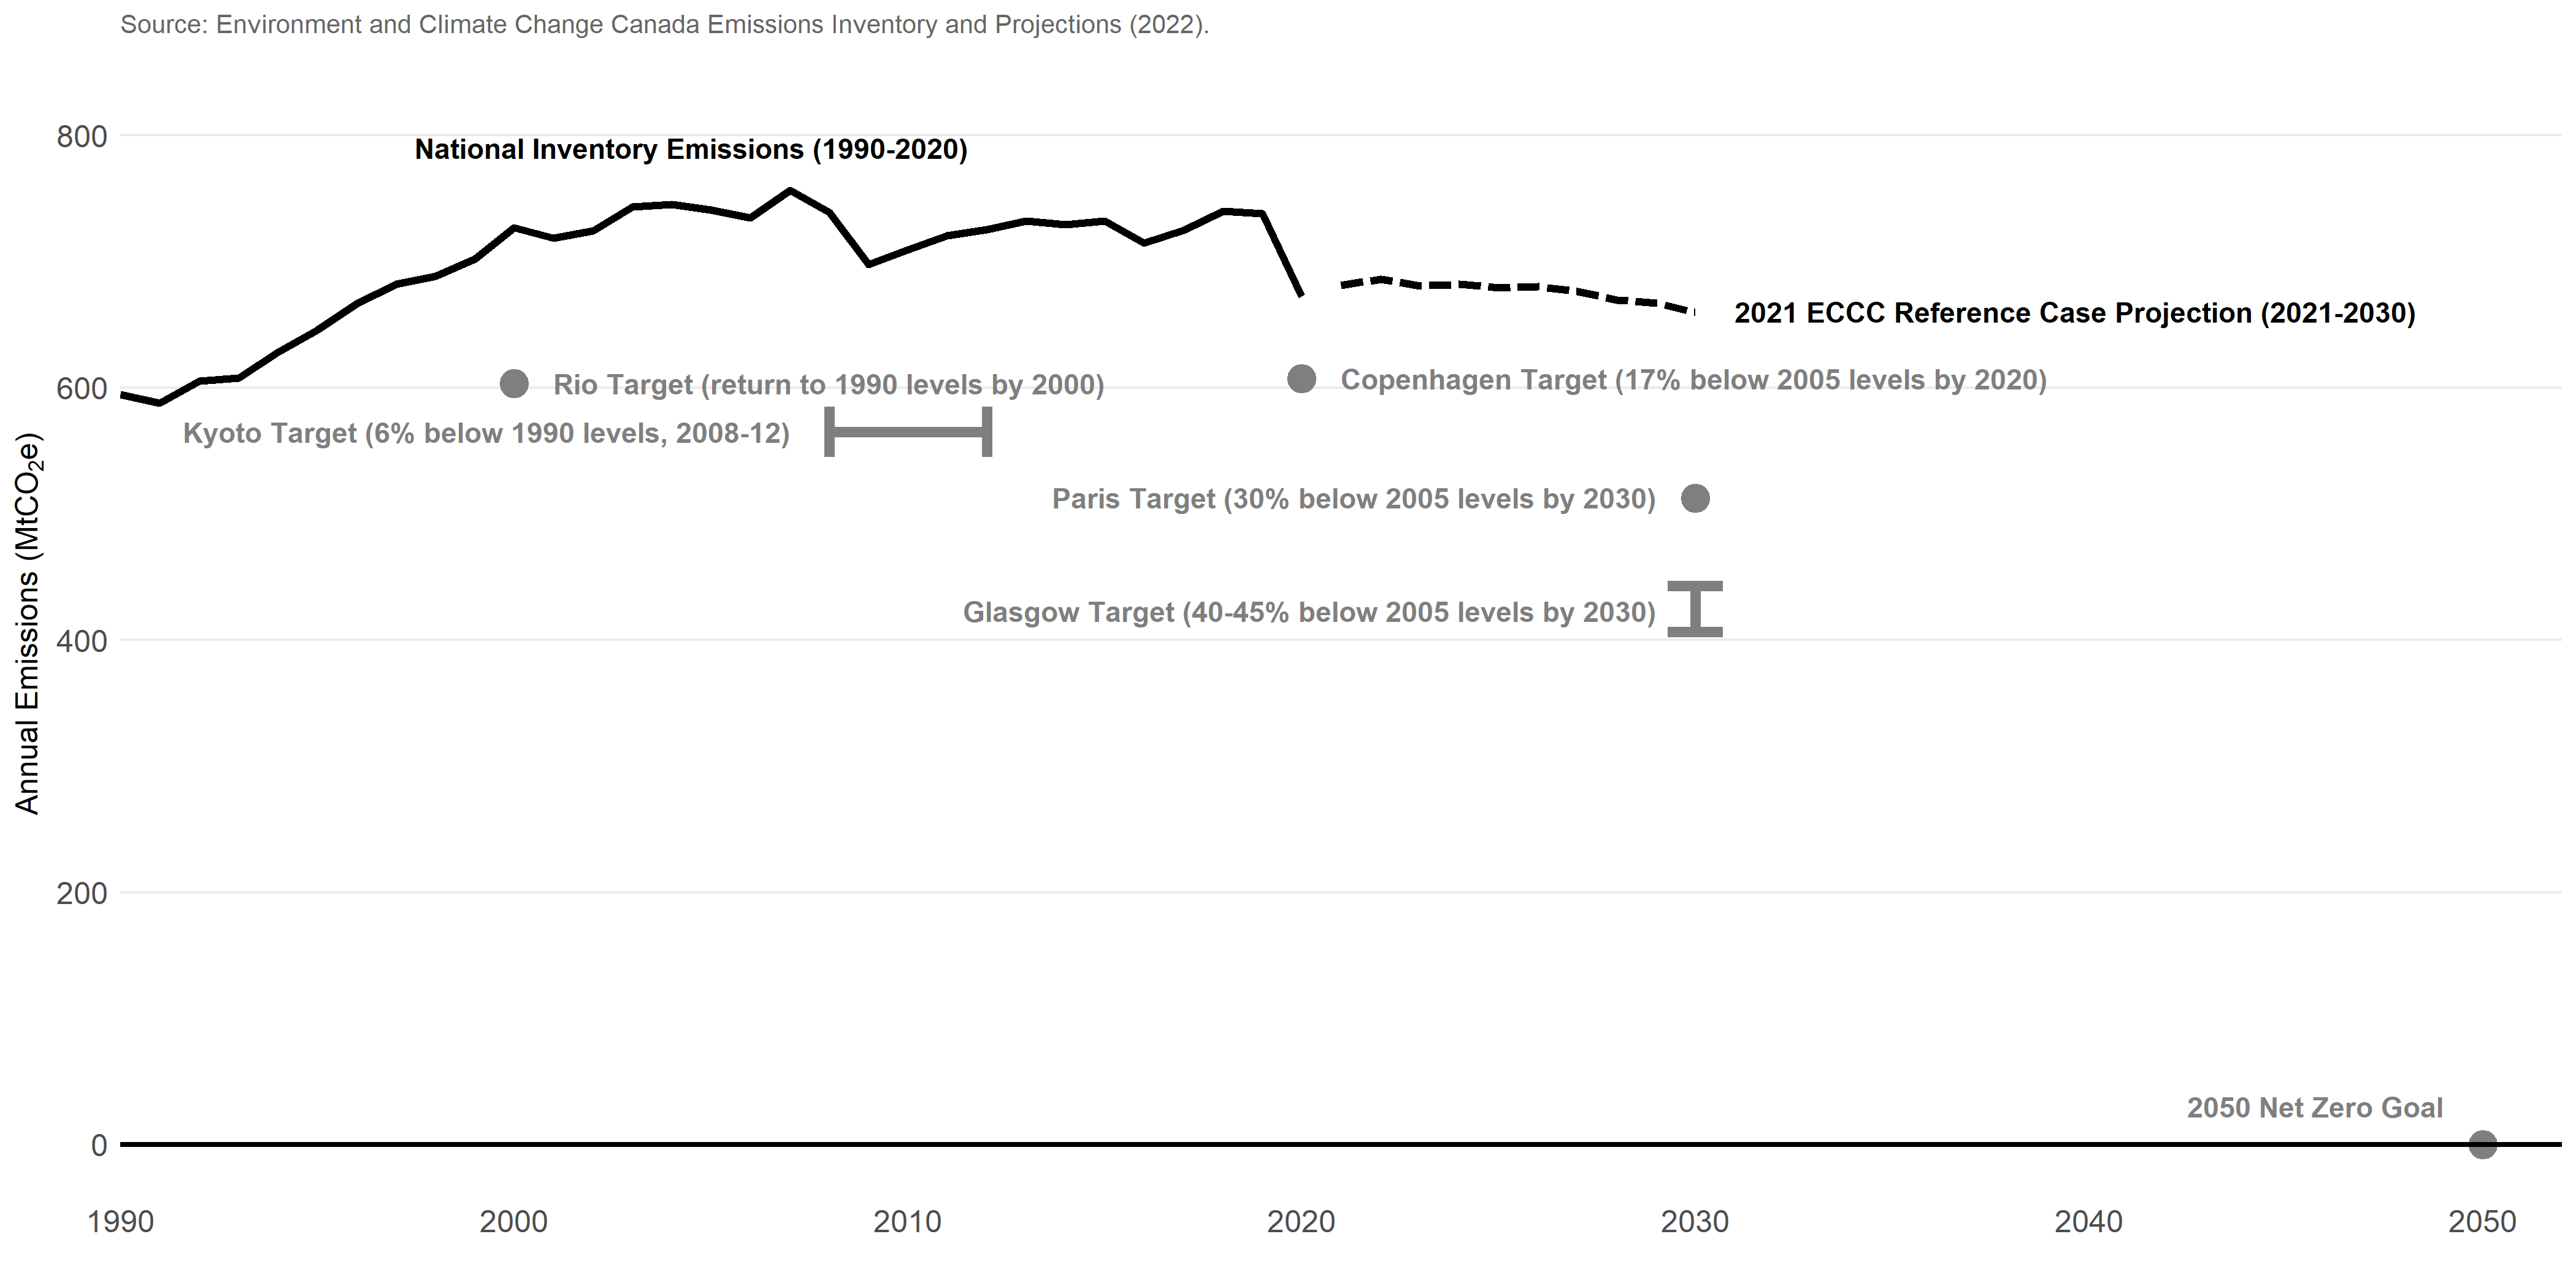 Source: Environment and Climate Change Canada Emissions Inventory and Projections (2022).
800
National Inventory Emissions (1990-2020)
2021 ECCC Reference Case Projection (2021-2030)
600
Rio Target (return to 1990 levels by 2000)
Copenhagen Target (17% below 2005 levels by 2020)
Kyoto Target (6% below 1990 levels, 2008-12)
Paris Target (30% below 2005 levels by 2030)
Glasgow Target (40-45% below 2005 levels by 2030)
400
Annual Emissions (MtCO₂e)
200
2050 Net Zero Goal
0
1990 2000 2010 2020 2030 2040 2050